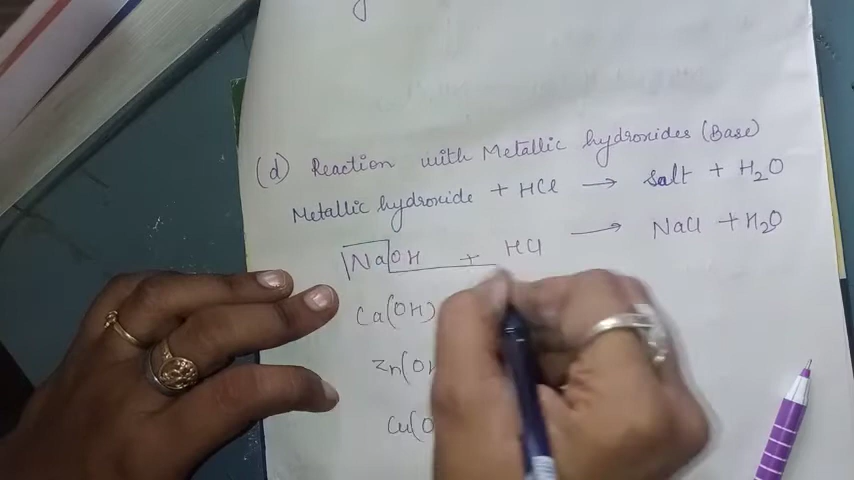 (d) Reaction with Metallic hydroxides (Base)
Metallic hydroxide + HCl → salt + H₂O
NaOH + HCl → NaCl + H₂O
Ca(OH)
Zn(OH
Cu(O